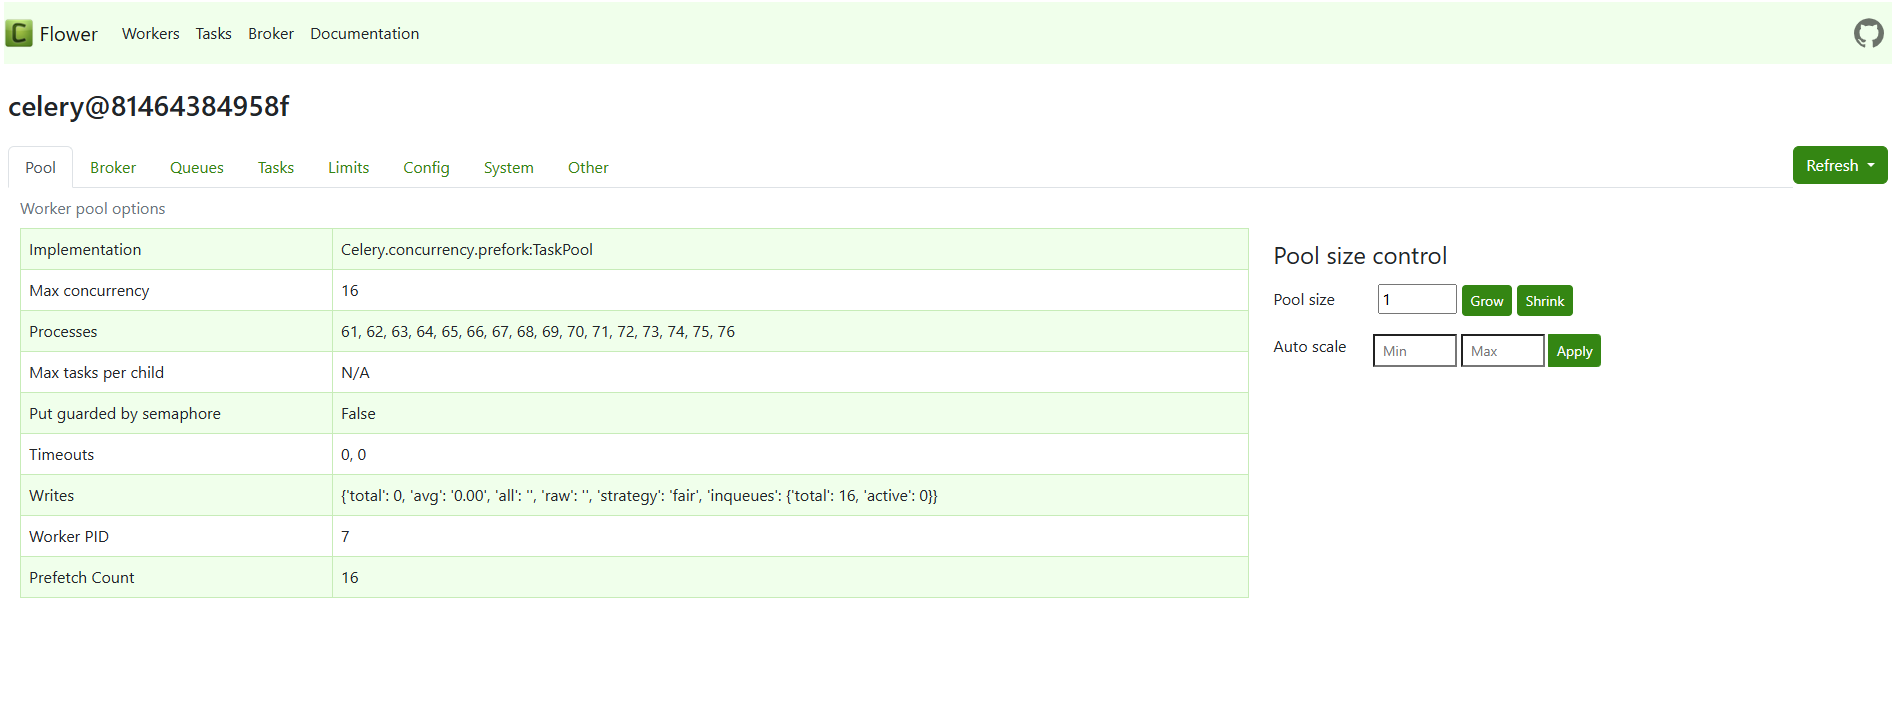 Flower Workers Tasks Broker Documentation
celery@81464384958f
Pool Broker Queues Tasks Limits Config System Other Refresh
Worker pool options
Implementation Celery.concurrency.prefork:TaskPool
Max concurrency 16
Processes 61, 62, 63, 64, 65, 66, 67, 68, 69, 70, 71, 72, 73, 74, 75, 76
Max tasks per child N/A
Put guarded by semaphore False
Timeouts 0, 0
Writes {'total': 0, 'avg': '0.00', 'all': '', 'raw': '', 'strategy': 'fair', 'inqueues': {'total': 16, 'active': 0}}
Worker PID 7
Prefetch Count 16
Pool size control
Pool size 1 Grow Shrink
Auto scale Min Max Apply